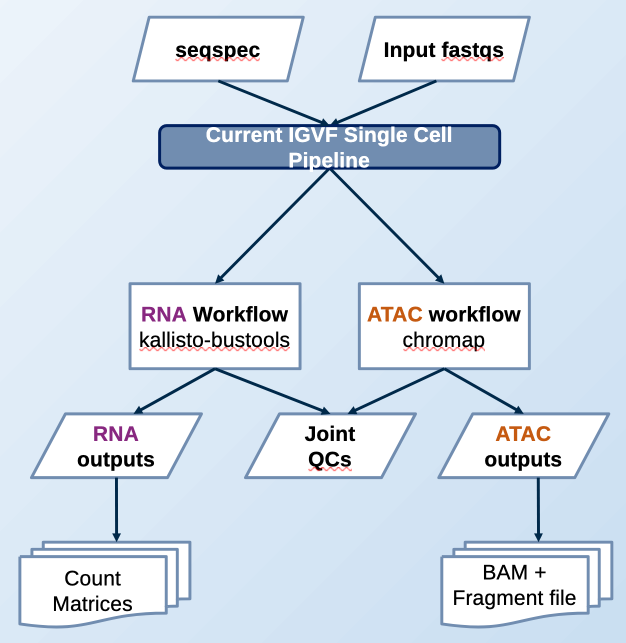 seqspec
Input fastqs
Current IGVF Single Cell
Pipeline
RNA Workflow
kallisto-bustools
ATAC workflow
chromap
RNA
outputs
Joint
QCs
ATAC
outputs
Count
Matrices
BAM +
Fragment file